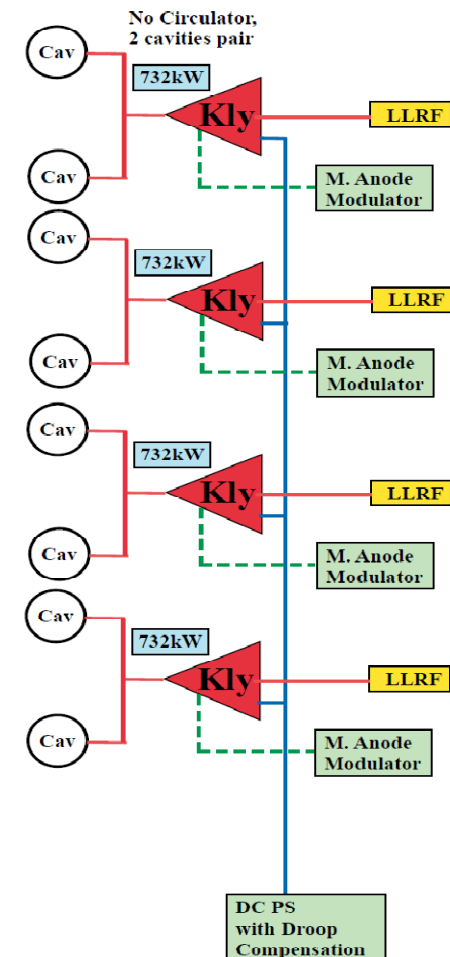 No Circulator,
2 cavities pair
Cav
732kW
Kly
LLRF
M. Anode
Modulator
Cav
Cav
732kW
Kly
LLRF
M. Anode
Modulator
Cav
Cav
732kW
Kly
LLRF
M. Anode
Modulator
Cav
Cav
732kW
Kly
LLRF
M. Anode
Modulator
Cav
DC PS
with Droop
Compensation